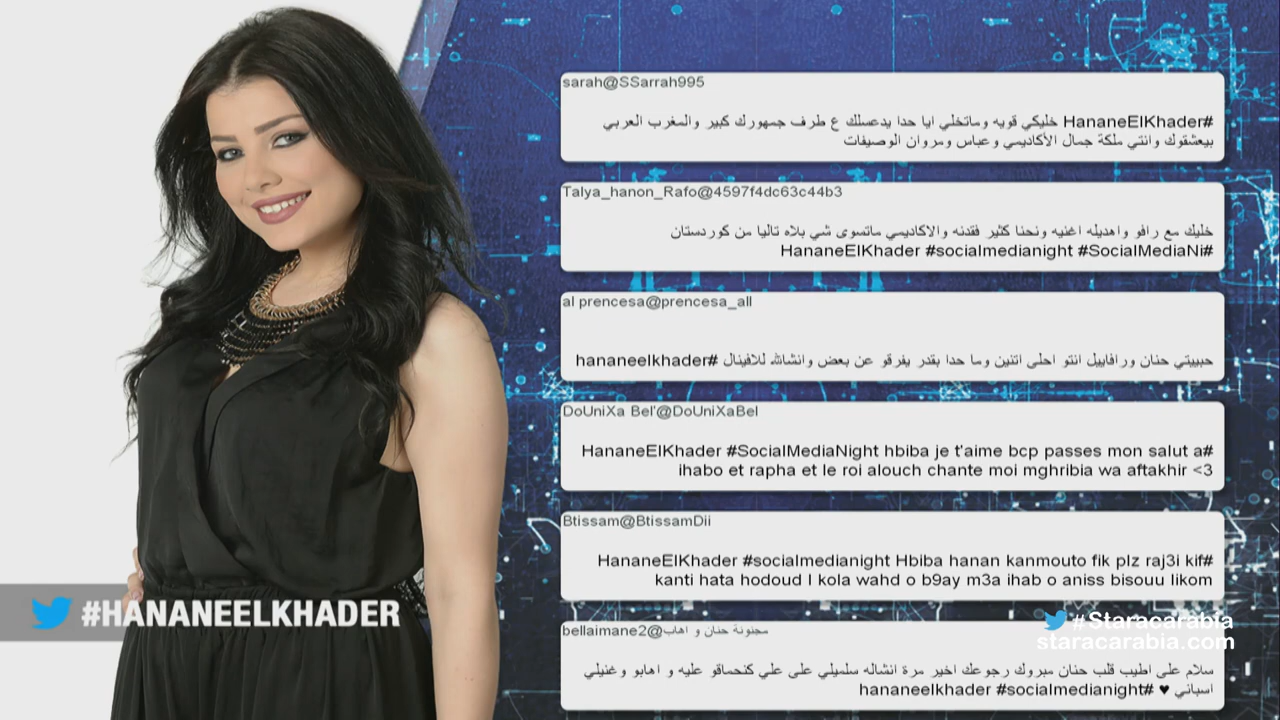 sarah@SSarrah995
#HananeElKhader خليكي قويه وماتخلي ايا حدا يدعسلك ع طرف جمهورك كبير والمغرب العربي
بيعشقوك وانتي ملكة جمال الأكاديمي وعباس ومروان الوصيفات
Talya_hanon_Rafo@4597f4dc63c44b3
خليك مع رافو واهديله اغنيه ونحنا كثير فقدنه والاكاديمي ماتسوى شي بلاه تاليا من كوردستان
HananeElKhader #socialmedianight #SocialMediaNi#
al prencesa@prencesa_all
حبييتي حنان ورافاييل انتو احلى اتنين وما حدا بقدر يفرقو عن بعض وانشاالله للافينال #hananeelkhader
DoUniXa Bel'@DoUniXaBel
HananeElKhader #SocialMediaNight hbiba je t'aime bcp passes mon salut a#
ihabo et rapha et le roi alouch chante moi mghribia wa aftakhir <3
Btissam@BtissamDii
HananeElKhader #socialmedianight Hbiba hanan kanmouto fik plz raj3i kif#
kanti hata hodoud l kola wahd o b9ay m3a ihab o aniss bisouu likom
bellaimane2@مجنونة حنان و اهاب
سلام على اطيب قلب حنان مبروك رجوعك اخير مرة انشاله سلميلي على علي كنحماقو عليه و اهابو وغنيلي
اسباني ♥ #hananeelkhader #socialmedianight
#HANANEELKHADER
#Staracarabia
staracarabia.com